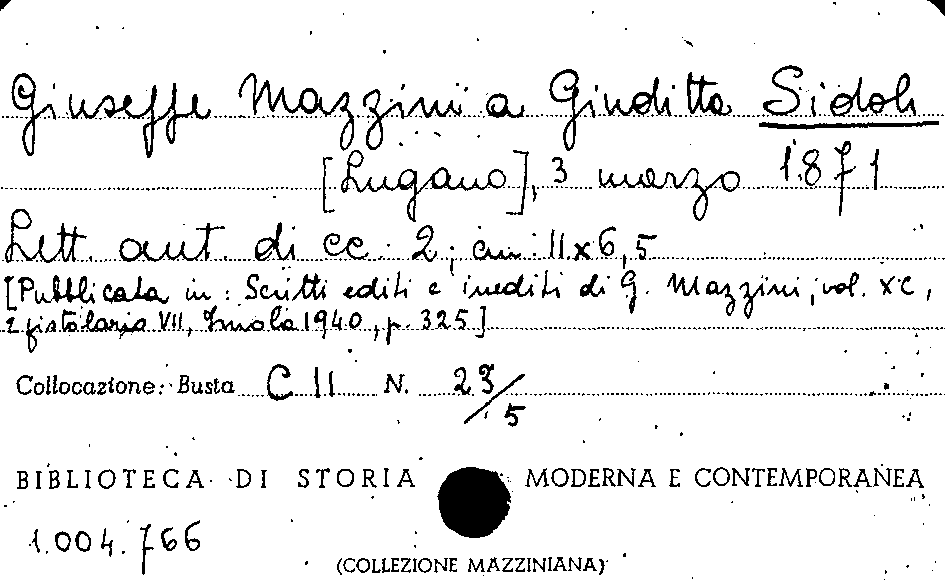 Giuseppe Mazzini a Giuditta Sidoli
[Lugano], 3 marzo 1871
Lett. aut. di cc. 2; cm. 11x6,5
[Pubblicata in: Scritti editi e inediti di G. Mazzini, vol. XC,
Epistolario VII, Imola 1940, p. 325]
Collocazione: Busta C II N. 23/5
BIBLIOTECA DI STORIA MODERNA E CONTEMPORANEA
1.004.766
(COLLEZIONE MAZZINIANA)